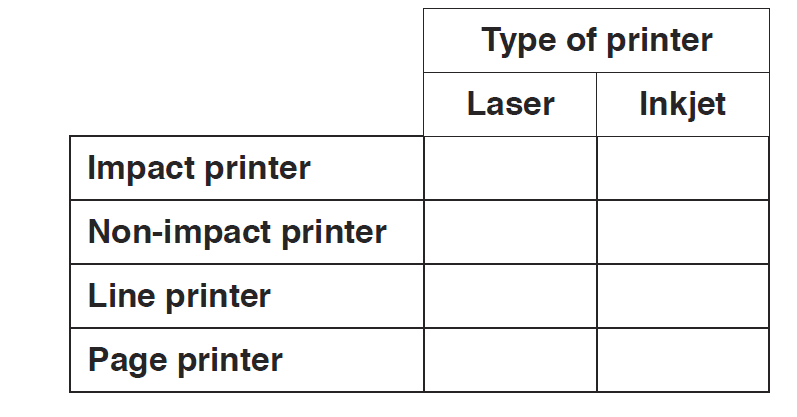 Type of printer
Laser Inkjet
Impact printer
Non-impact printer
Line printer
Page printer